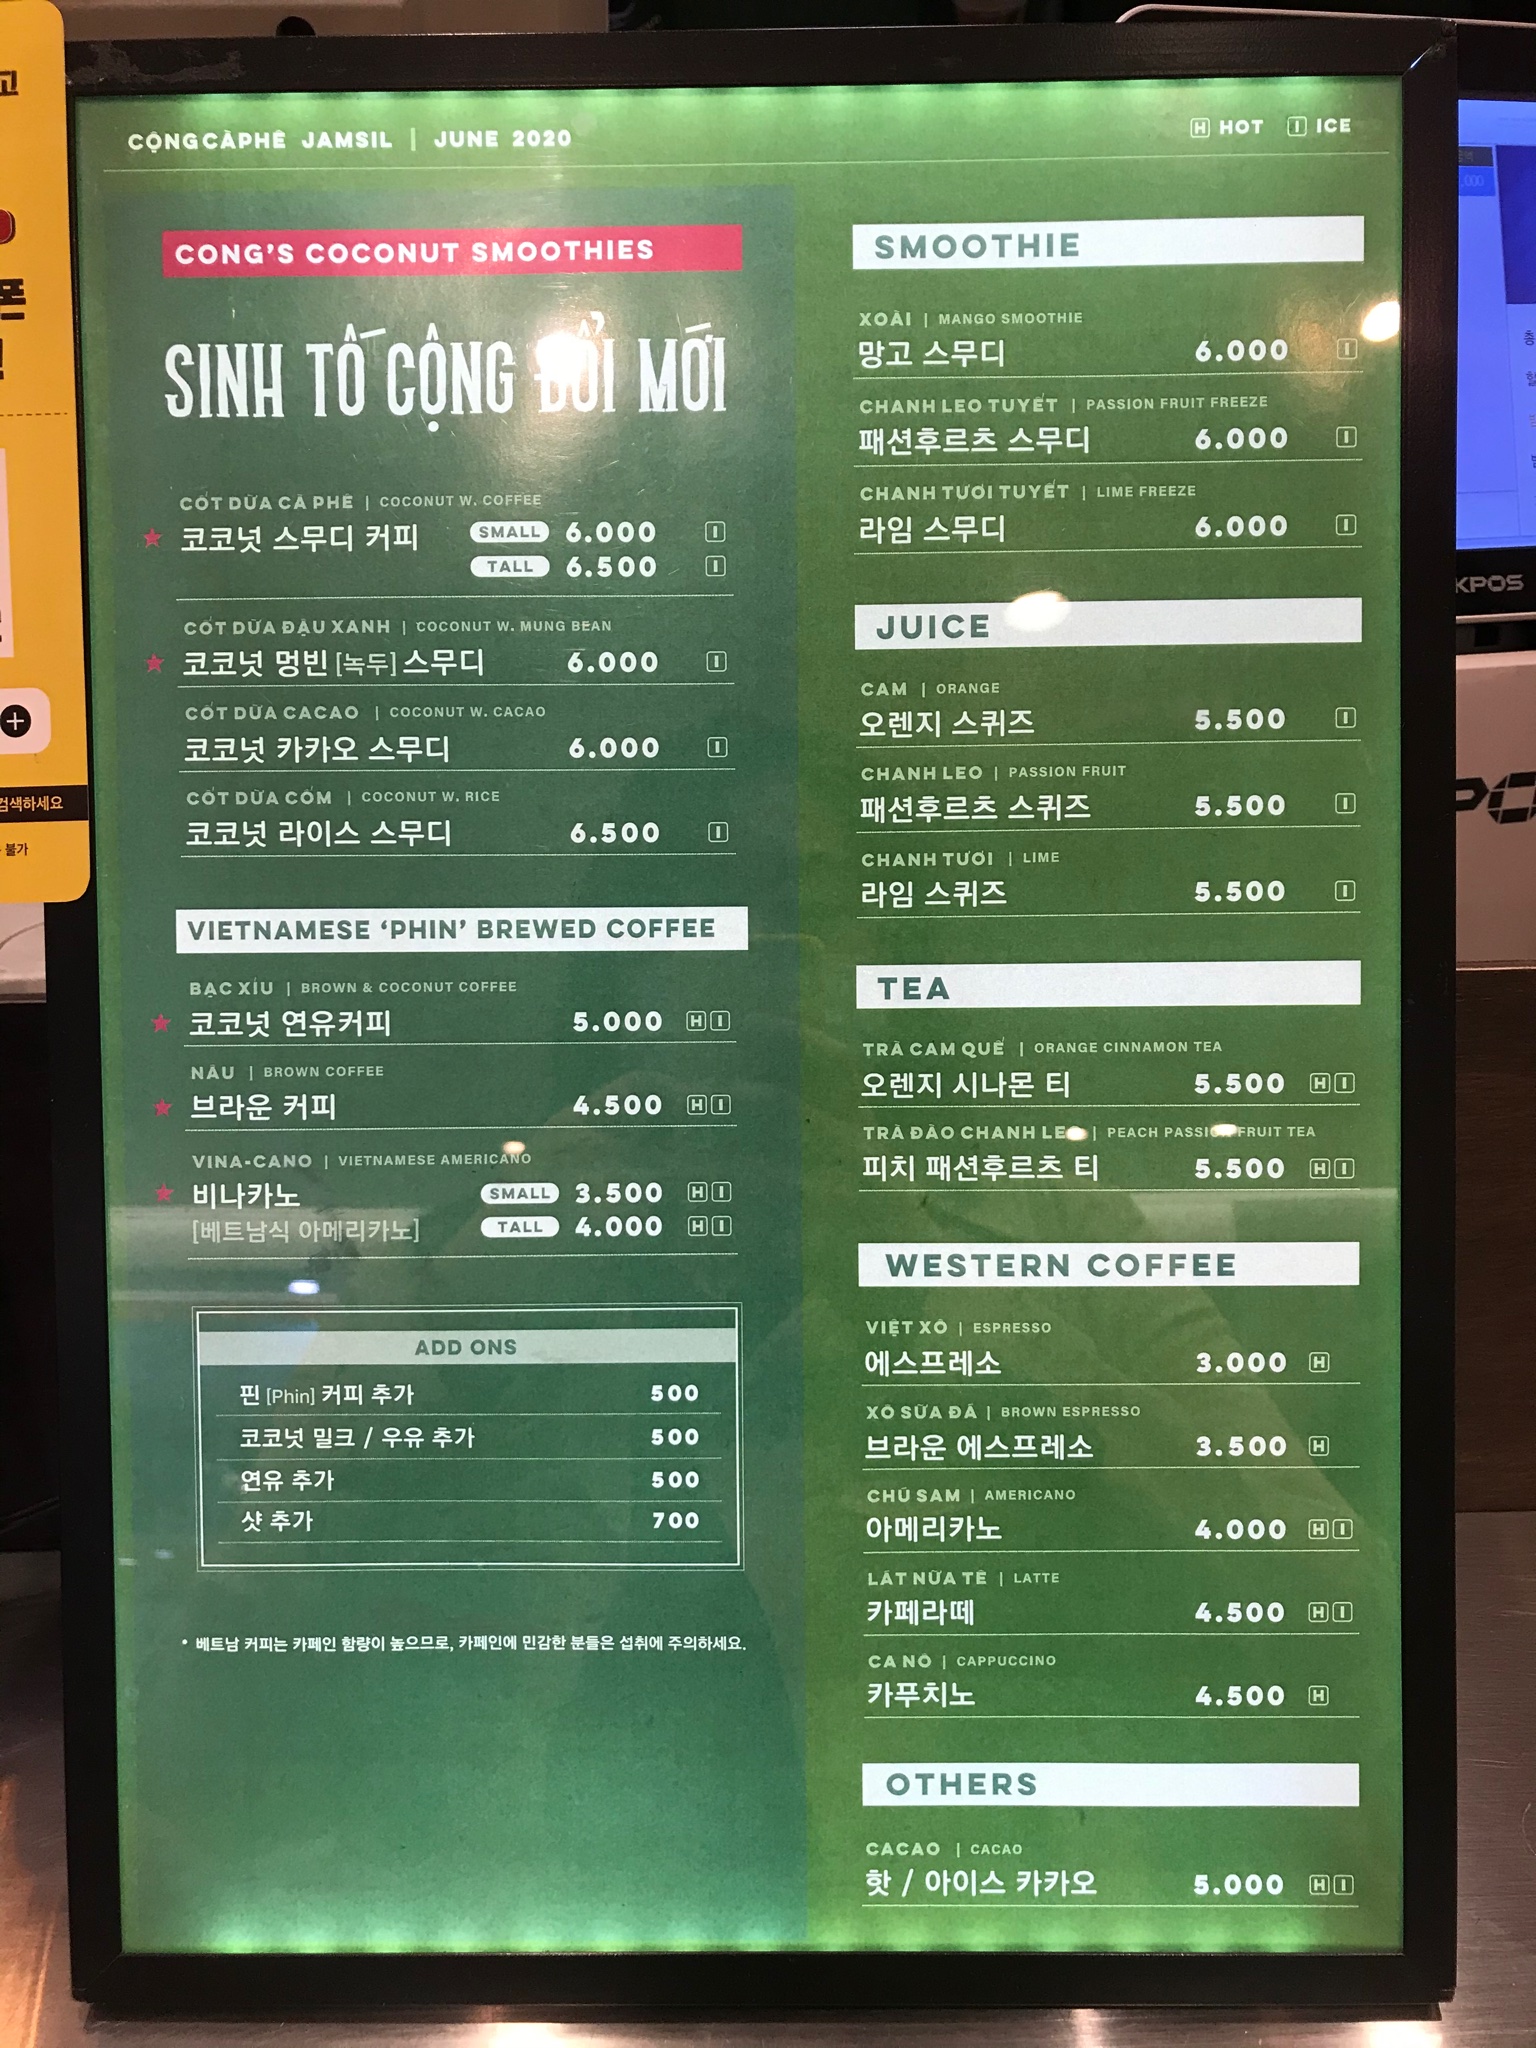 CỘNGCÀPHÊ JAMSIL | JUNE 2020
H HOT I ICE
CONG'S COCONUT SMOOTHIES
SINH TỐ CỘNG ĐỔI MỚI
CỐT DỪA CÀ PHÊ | COCONUT W. COFFEE
코코넛 스무디 커피 SMALL 6.000 I
TALL 6.500 I
CỐT DỪA ĐẬU XANH | COCONUT W. MUNG BEAN
코코넛 멍빈 [녹두] 스무디 6.000 I
CỐT DỪA CACAO | COCONUT W. CACAO
코코넛 카카오 스무디 6.000 I
CỐT DỪA CỐM | COCONUT W. RICE
코코넛 라이스 스무디 6.500 I
VIETNAMESE 'PHIN' BREWED COFFEE
BẠC XỈU | BROWN & COCONUT COFFEE
코코넛 연유커피 5.000 H I
NÂU | BROWN COFFEE
브라운 커피 4.500 H I
VINA-CANO | VIETNAMESE AMERICANO
비나카노 SMALL 3.500 H I
[베트남식 아메리카노] TALL 4.000 H I
ADD ONS
핀 [Phin] 커피 추가 500
코코넛 밀크 / 우유 추가 500
연유 추가 500
샷 추가 700
* 베트남 커피는 카페인 함량이 높으므로, 카페인에 민감한 분들은 섭취에 주의하세요.
SMOOTHIE
XOÀI | MANGO SMOOTHIE
망고 스무디 6.000 I
CHANH LEO TUYẾT | PASSION FRUIT FREEZE
패션후르츠 스무디 6.000 I
CHANH TƯƠI TUYẾT | LIME FREEZE
라임 스무디 6.000 I
JUICE
CAM | ORANGE
오렌지 스퀴즈 5.500 I
CHANH LEO | PASSION FRUIT
패션후르츠 스퀴즈 5.500 I
CHANH TƯƠI | LIME
라임 스퀴즈 5.500 I
TEA
TRÀ CAM QUẾ | ORANGE CINNAMON TEA
오렌지 시나몬 티 5.500 H I
TRÀ ĐÀO CHANH LEO | PEACH PASSION FRUIT TEA
피치 패션후르츠 티 5.500 H I
WESTERN COFFEE
VIỆT XÔ | ESPRESSO
에스프레소 3.000 H
XÔ SỮA ĐÁ | BROWN ESPRESSO
브라운 에스프레소 3.500 H
CHÚ SAM | AMERICANO
아메리카노 4.000 H I
LÁT NỮA TÊ | LATTE
카페라떼 4.500 H I
CA NÔ | CAPPUCCINO
카푸치노 4.500 H
OTHERS
CACAO | CACAO
핫 / 아이스 카카오 5.000 H I
고
폰
검색하세요
불가
KPOS